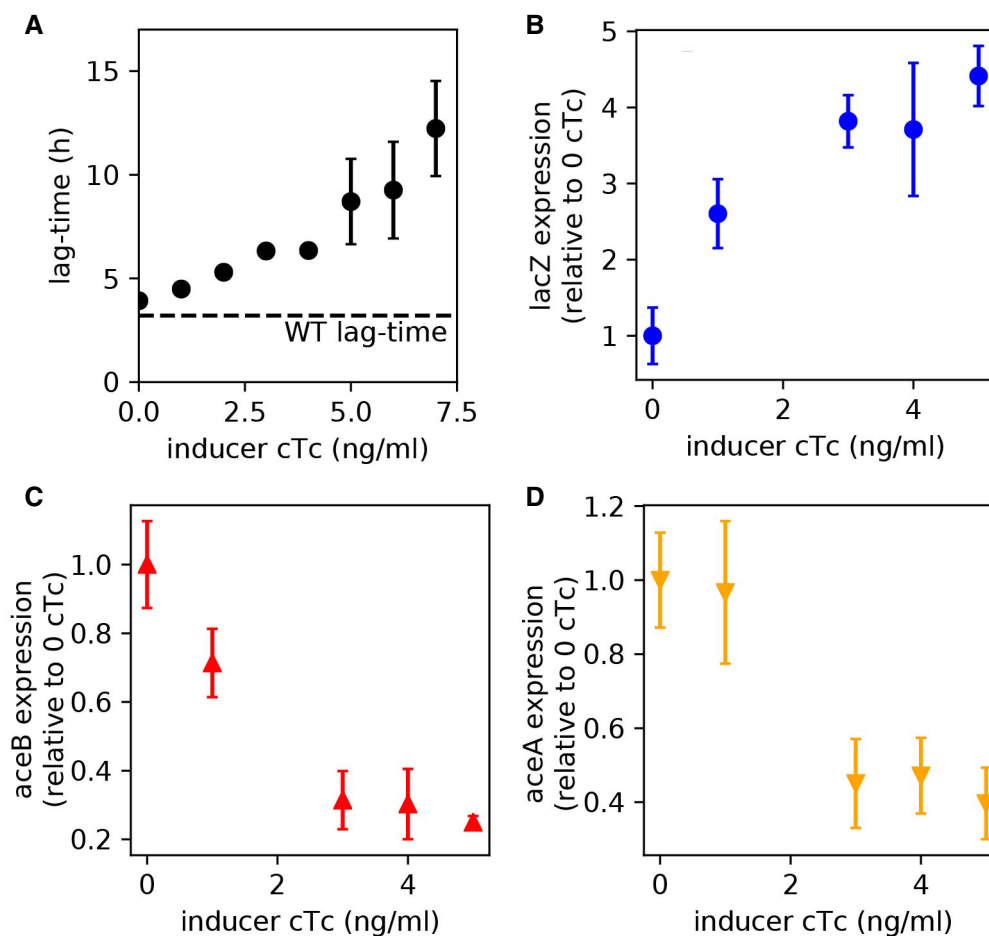 A
lag-time (h)
15
10
5
0
WT lag-time
0.0 2.5 5.0 7.5
inducer cTc (ng/ml)
B
lacZ expression
(relative to 0 cTc)
5
4
3
2
1
0 2 4
inducer cTc (ng/ml)
C
aceB expression
(relative to 0 cTc)
1.0
0.8
0.6
0.4
0.2
0 2 4
inducer cTc (ng/ml)
D
aceA expression
(relative to 0 cTc)
1.2
1.0
0.8
0.6
0.4
0 2 4
inducer cTc (ng/ml)